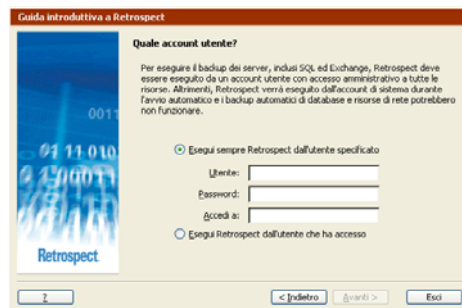 Guida introduttiva a Retrospect
Quale account utente?
Per eseguire il backup dei server, inclusi SQL ed Exchange, Retrospect deve
essere eseguito da un account utente con accesso amministrativo a tutte le
risorse. Altrimenti, Retrospect verrà eseguito dall'account di sistema durante
l'avvio automatico e i backup automatici di database e risorse di rete potrebbero
non funzionare.
Esegui sempre Retrospect dall'utente specificato
Utente:
Password:
Accedi a:
Esegui Retrospect dall'utente che ha accesso
Retrospect
?
< Indietro
Avanti >
Esci